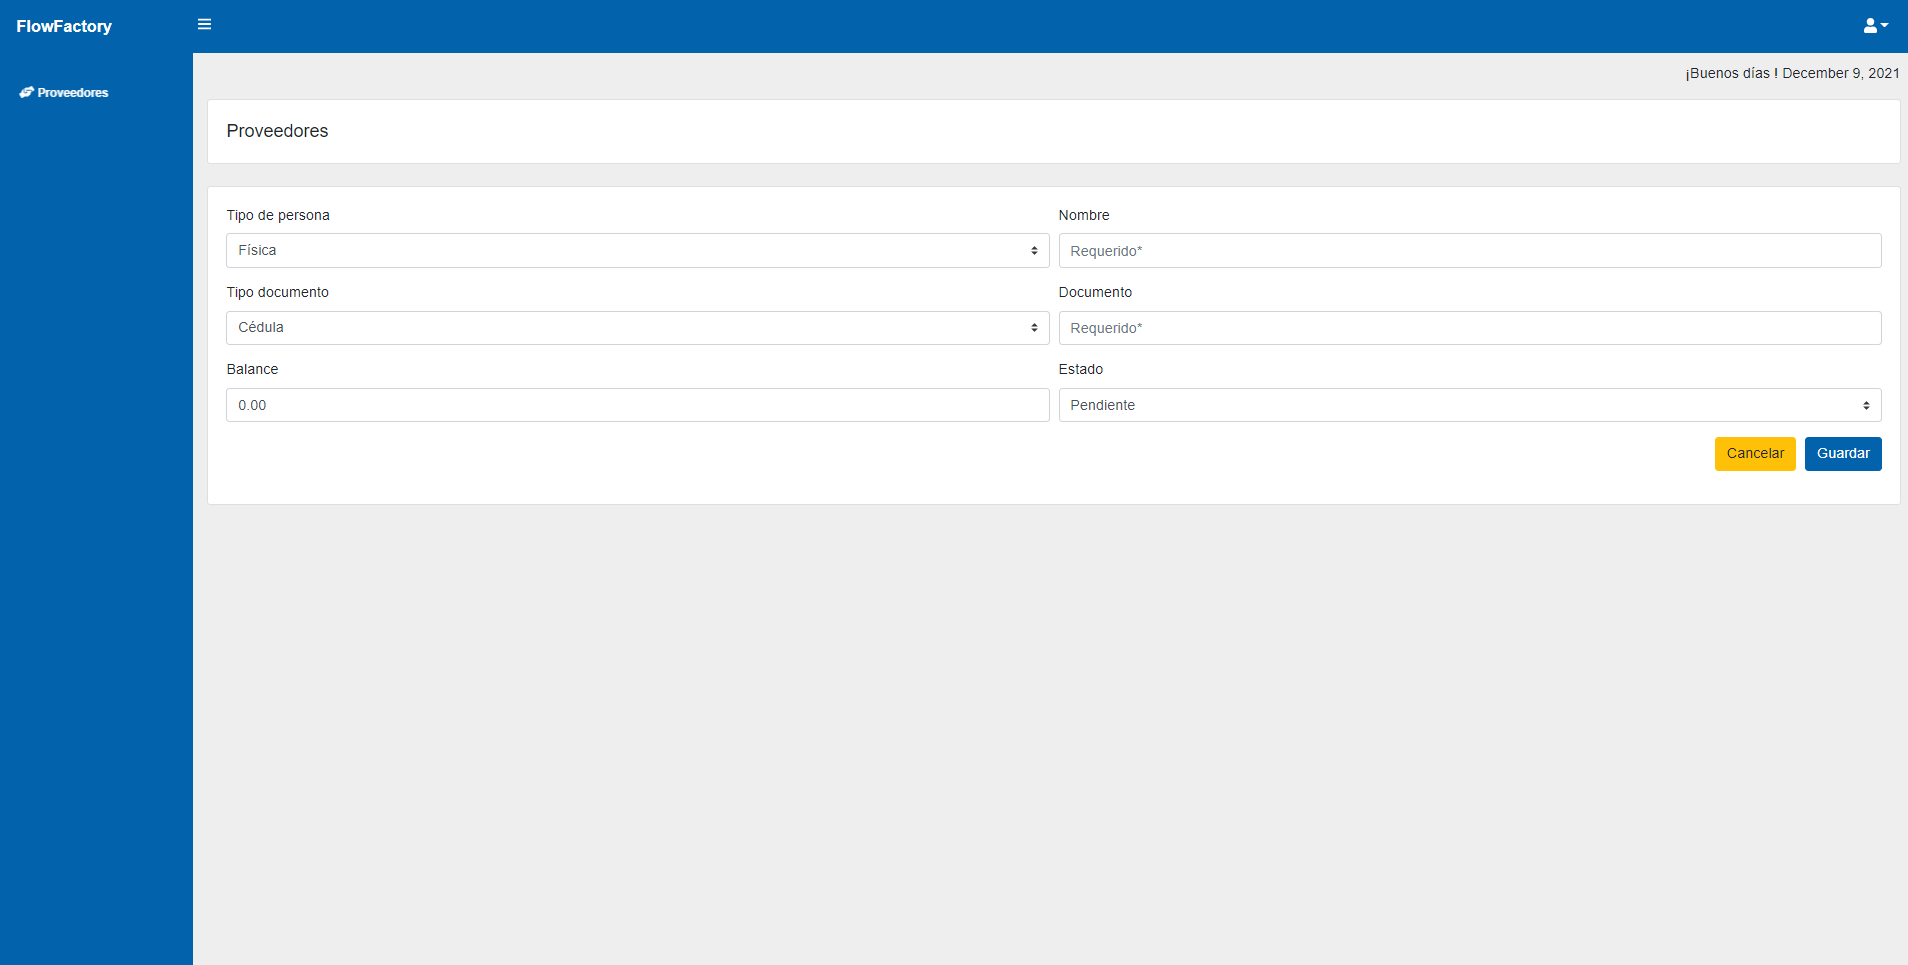 FlowFactory
Proveedores
¡Buenos días ! December 9, 2021
Proveedores
Tipo de persona
Nombre
Física
Requerido*
Tipo documento
Documento
Cédula
Requerido*
Balance
Estado
0.00
Pendiente
Cancelar
Guardar